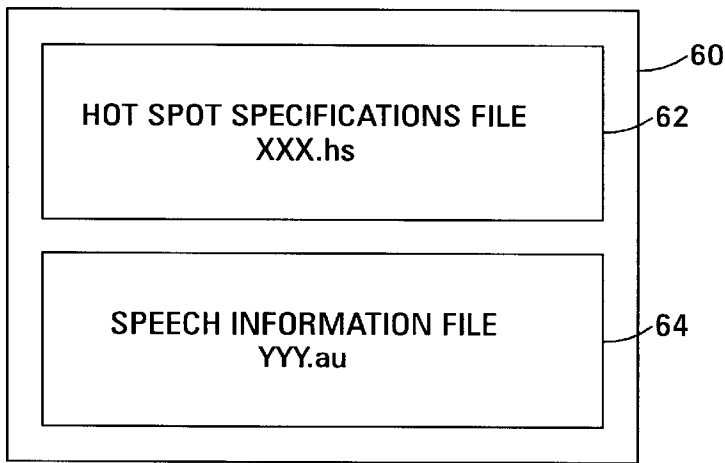 60
HOT SPOT SPECIFICATIONS FILE
XXX.hs
62
SPEECH INFORMATION FILE
YYY.au
64